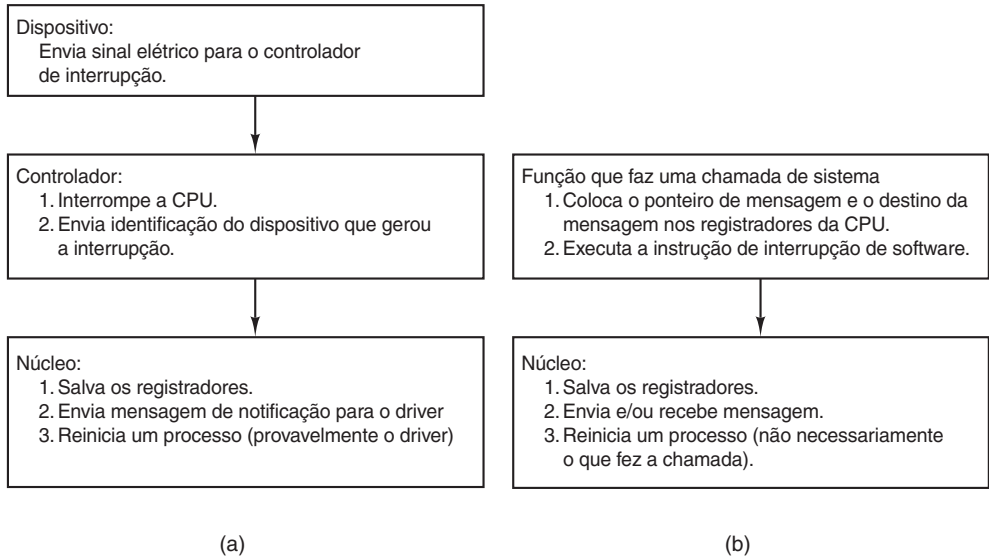 Dispositivo:
Envia sinal elétrico para o controlador
de interrupção.
Controlador:
1. Interrompe a CPU.
2. Envia identificação do dispositivo que gerou
a interrupção.
Núcleo:
1. Salva os registradores.
2. Envia mensagem de notificação para o driver
3. Reinicia um processo (provavelmente o driver)
(a)
Função que faz uma chamada de sistema
1. Coloca o ponteiro de mensagem e o destino da
mensagem nos registradores da CPU.
2. Executa a instrução de interrupção de software.
Núcleo:
1. Salva os registradores.
2. Envia e/ou recebe mensagem.
3. Reinicia um processo (não necessariamente
o que fez a chamada).
(b)